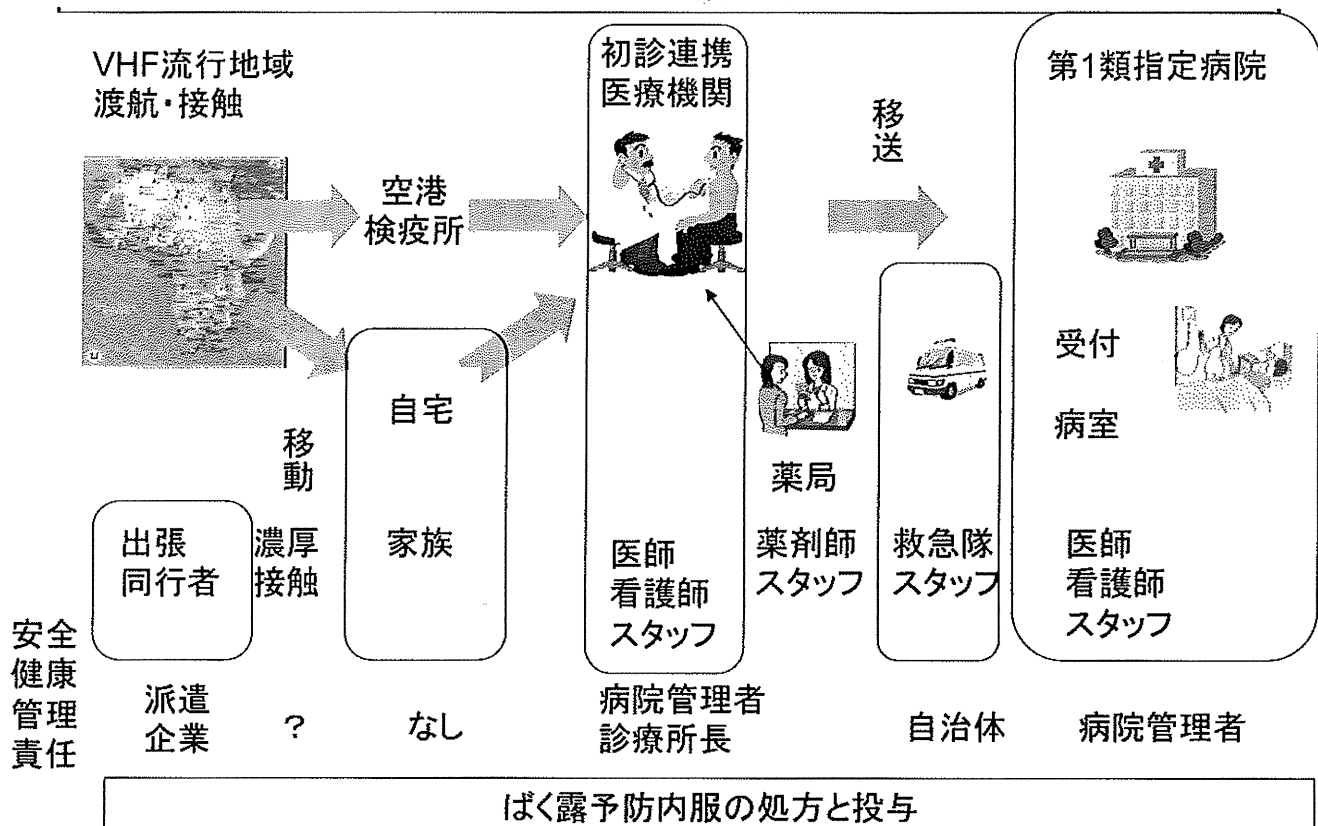 VHF流行地域
渡航・接触
空港
検疫所
初診連携
医療機関
移送
第1類指定病院
受付
病室
自宅
移動
薬局
出張
同行者
濃厚
接触
家族
医師
看護師
スタッフ
薬剤師
スタッフ
救急隊
スタッフ
医師
看護師
スタッフ
安全
健康
管理
責任
派遣
企業
?
なし
病院管理者
診療所長
自治体
病院管理者
ばく露予防内服の処方と投与